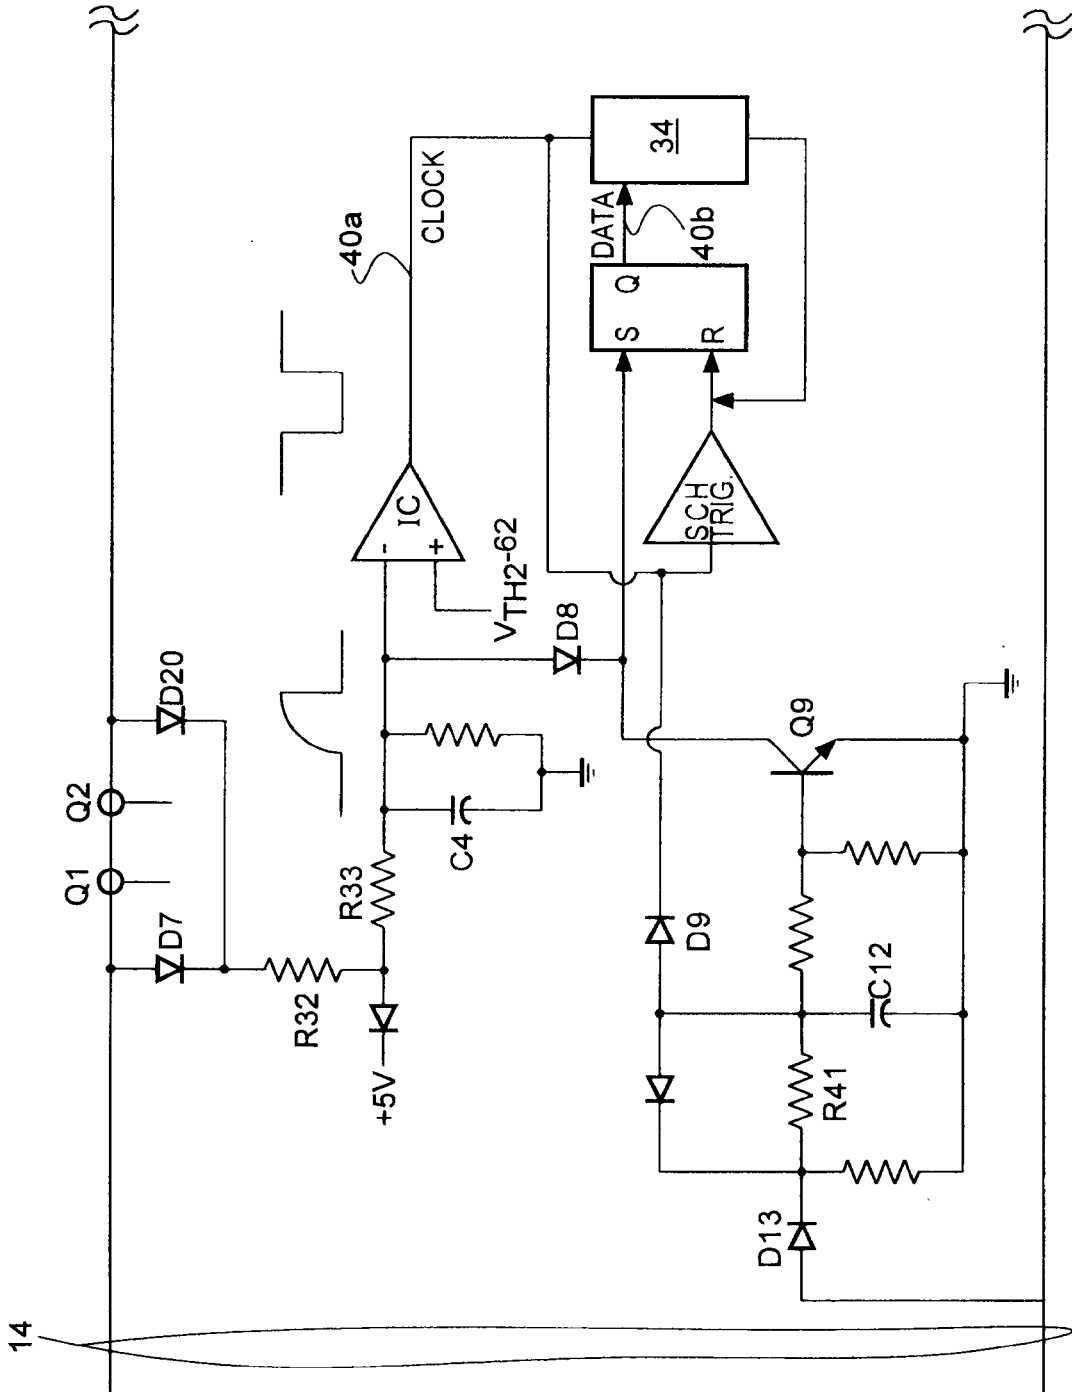 14
Q1
Q2
D7
D20
R32
+5V
R33
C4
-
+
IC
VTH2-62
D8
40a
CLOCK
DATA
40b
S
Q
R
34
SCH
TRIG.
D9
Q9
C12
R41
D13